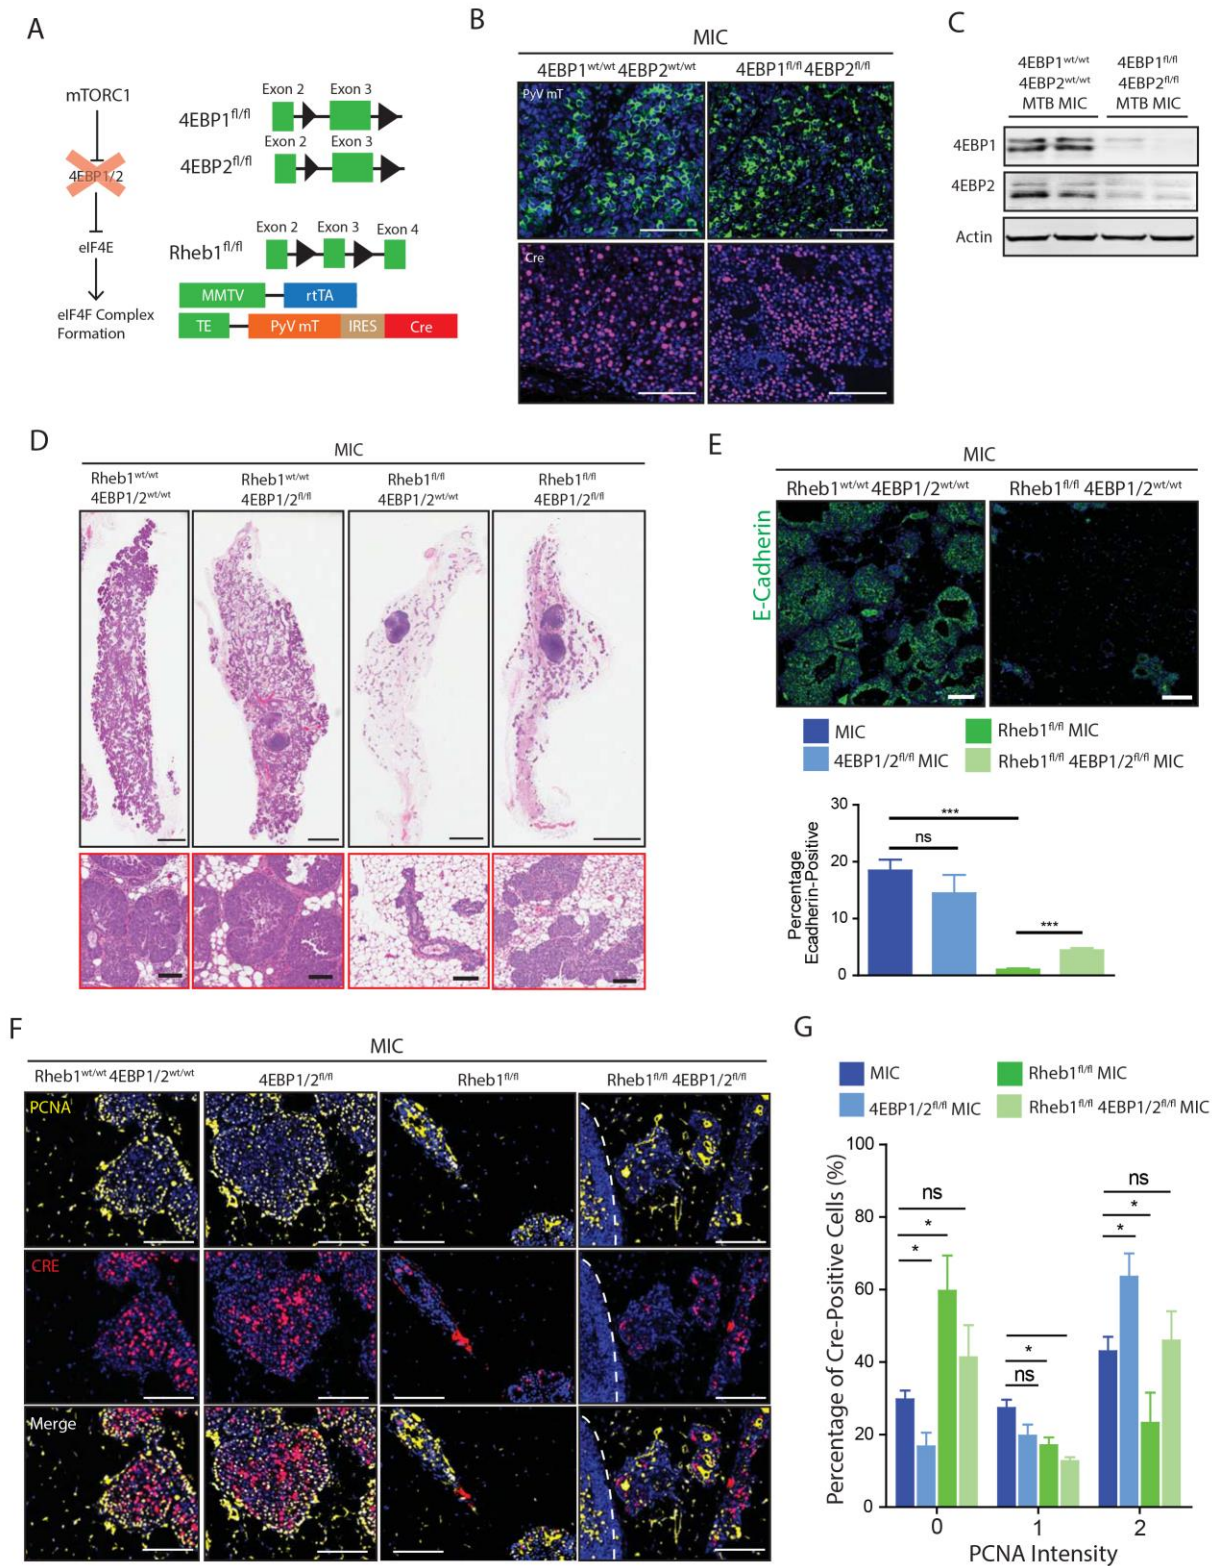 A
mTORC1
4EBP1/2
eIF4E
eIF4F Complex
Formation
4EBP1fl/fl
Exon 2
Exon 3
4EBP2fl/fl
Exon 2
Exon 3
Rheb1fl/fl
Exon 2
Exon 3
Exon 4
MMTV
rtTA
TE
PyV mT
IRES
Cre
B
MIC
4EBP1wt/wt 4EBP2wt/wt
4EBP1fl/fl 4EBP2fl/fl
PyV mT
Cre
C
4EBP1wt/wt
4EBP2wt/wt
MTB MIC
4EBP1fl/fl
4EBP2fl/fl
MTB MIC
4EBP1
4EBP2
Actin
D
MIC
Rheb1wt/wt
4EBP1/2wt/wt
Rheb1wt/wt
4EBP1/2fl/fl
Rheb1fl/fl
4EBP1/2wt/wt
Rheb1fl/fl
4EBP1/2fl/fl
E
MIC
Rheb1wt/wt 4EBP1/2wt/wt
Rheb1fl/fl 4EBP1/2wt/wt
E-Cadherin
MIC
Rheb1fl/fl MIC
4EBP1/2fl/fl MIC
Rheb1fl/fl 4EBP1/2fl/fl MIC
Percentage
Ecadherin-Positive
30
20
10
0
***
ns
***
F
MIC
Rheb1wt/wt 4EBP1/2wt/wt
4EBP1/2fl/fl
Rheb1fl/fl
Rheb1fl/fl 4EBP1/2fl/fl
PCNA
CRE
Merge
G
MIC
Rheb1fl/fl MIC
4EBP1/2fl/fl MIC
Rheb1fl/fl 4EBP1/2fl/fl MIC
Percentage of Cre-Positive Cells (%)
100
80
60
40
20
0
ns
*
*
*
ns
ns
*
*
0
1
2
PCNA Intensity